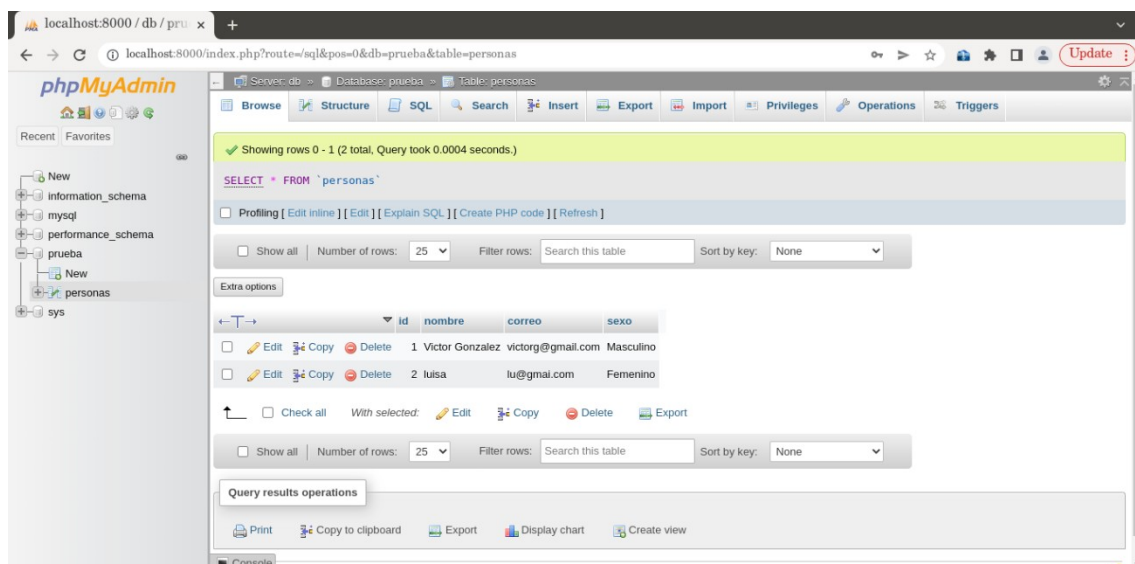 localhost:8000 / db / pru
localhost:8000/index.php?route=/sql&pos=0&db=prueba&table=personas
Update
phpMyAdmin
Recent Favorites
New
information_schema
mysql
performance_schema
prueba
New
personas
sys
Server: db » Database: prueba » Table: personas
Browse Structure SQL Search Insert Export Import Privileges Operations Triggers
Showing rows 0 - 1 (2 total, Query took 0.0004 seconds.)
SELECT * FROM `personas`
Profiling [ Edit inline ] [ Edit ] [ Explain SQL ] [ Create PHP code ] [ Refresh ]
Show all | Number of rows: 25 Filter rows: Search this table Sort by key: None
Extra options
←T→ id nombre correo sexo
Edit Copy Delete 1 Victor Gonzalez victorg@gmail.com Masculino
Edit Copy Delete 2 luisa lu@gmai.com Femenino
Check all With selected: Edit Copy Delete Export
Show all | Number of rows: 25 Filter rows: Search this table Sort by key: None
Query results operations
Print Copy to clipboard Export Display chart Create view
Console